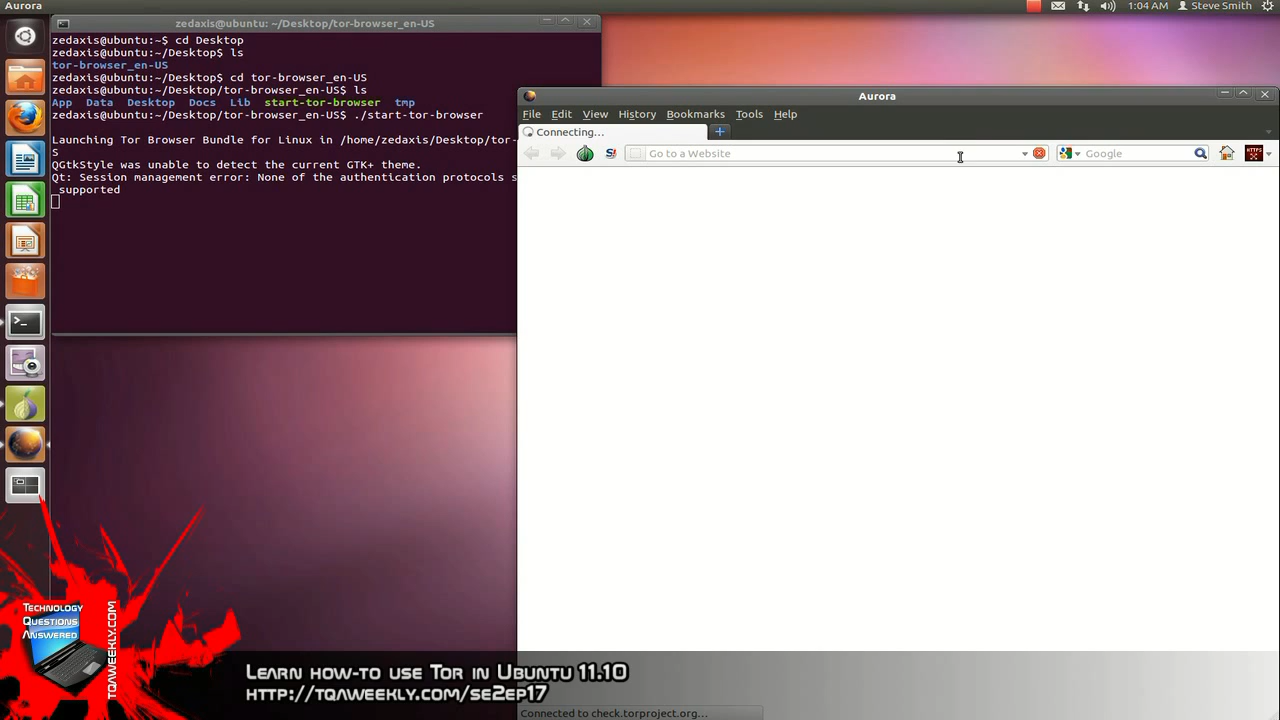 Aurora
1:04 AM
Steve Smith
zedaxis@ubuntu: ~/Desktop/tor-browser_en-US
zedaxis@ubuntu:~$ cd Desktop
zedaxis@ubuntu:~/Desktop$ ls
tor-browser_en-US
zedaxis@ubuntu:~/Desktop$ cd tor-browser_en-US
zedaxis@ubuntu:~/Desktop/tor-browser_en-US$ ls
App Data Desktop Docs Lib start-tor-browser tmp
zedaxis@ubuntu:~/Desktop/tor-browser_en-US$ ./start-tor-browser
Launching Tor Browser Bundle for Linux in /home/zedaxis/Desktop/tor-
S
QGtkStyle was unable to detect the current GTK+ theme.
Qt: Session management error: None of the authentication protocols s
_supported
Aurora
File Edit View History Bookmarks Tools Help
Connecting...
Go to a Website
Google
HTTPS
Connected to check.torproject.org...
Technology
Questions
Answered
TQAWEEKLY.COM
Learn how-to use Tor in Ubuntu 11.10
http://tqaweekly.com/se2ep17